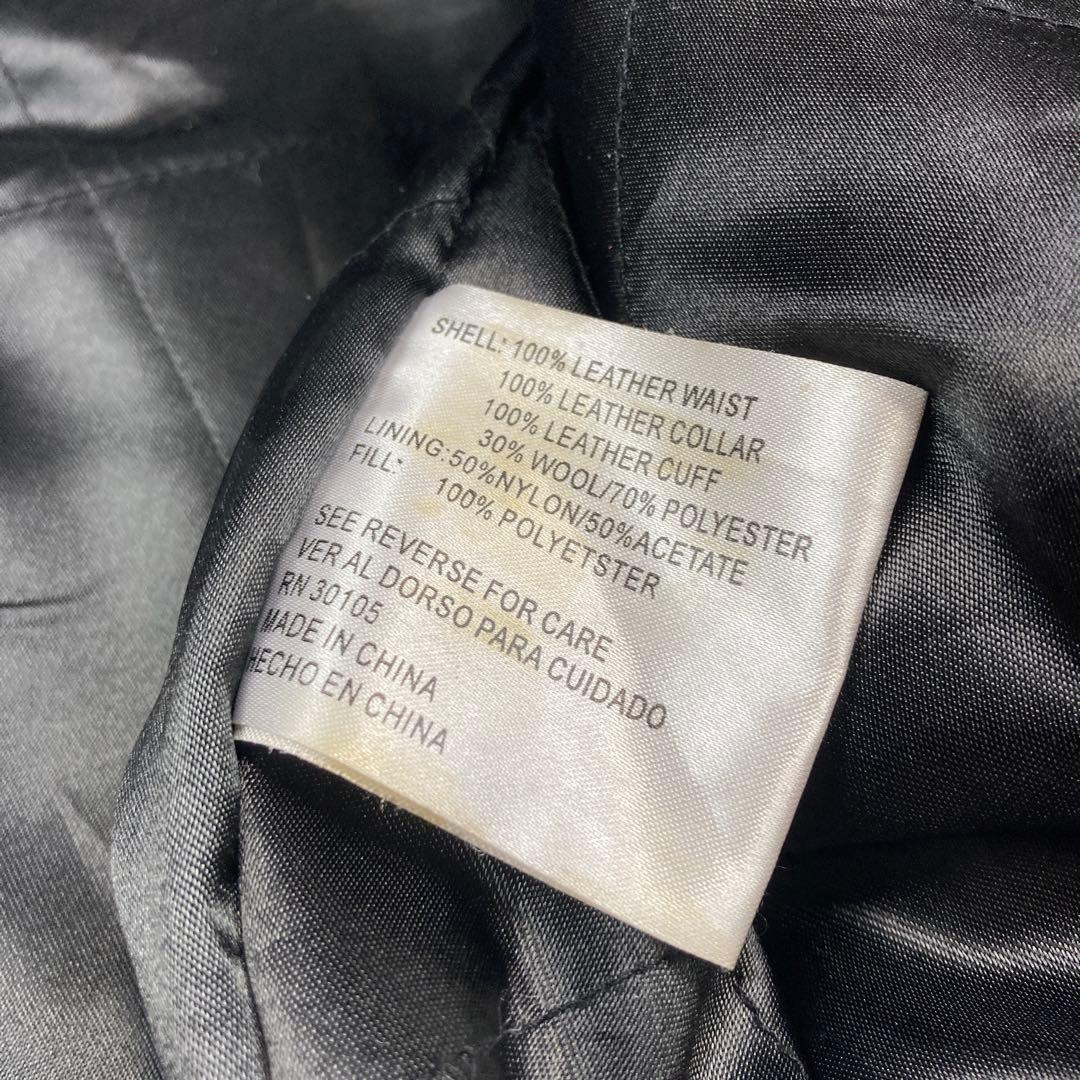 SHELL: 100% LEATHER WAIST
100% LEATHER COLLAR
100% LEATHER CUFF
30% WOOL/70% POLYESTER
LINING:50%NYLON/50%ACETATE
FILL: 100% POLYETSTER
SEE REVERSE FOR CARE
VER AL DORSO PARA CUIDADO
RN 30105
MADE IN CHINA
HECHO EN CHINA